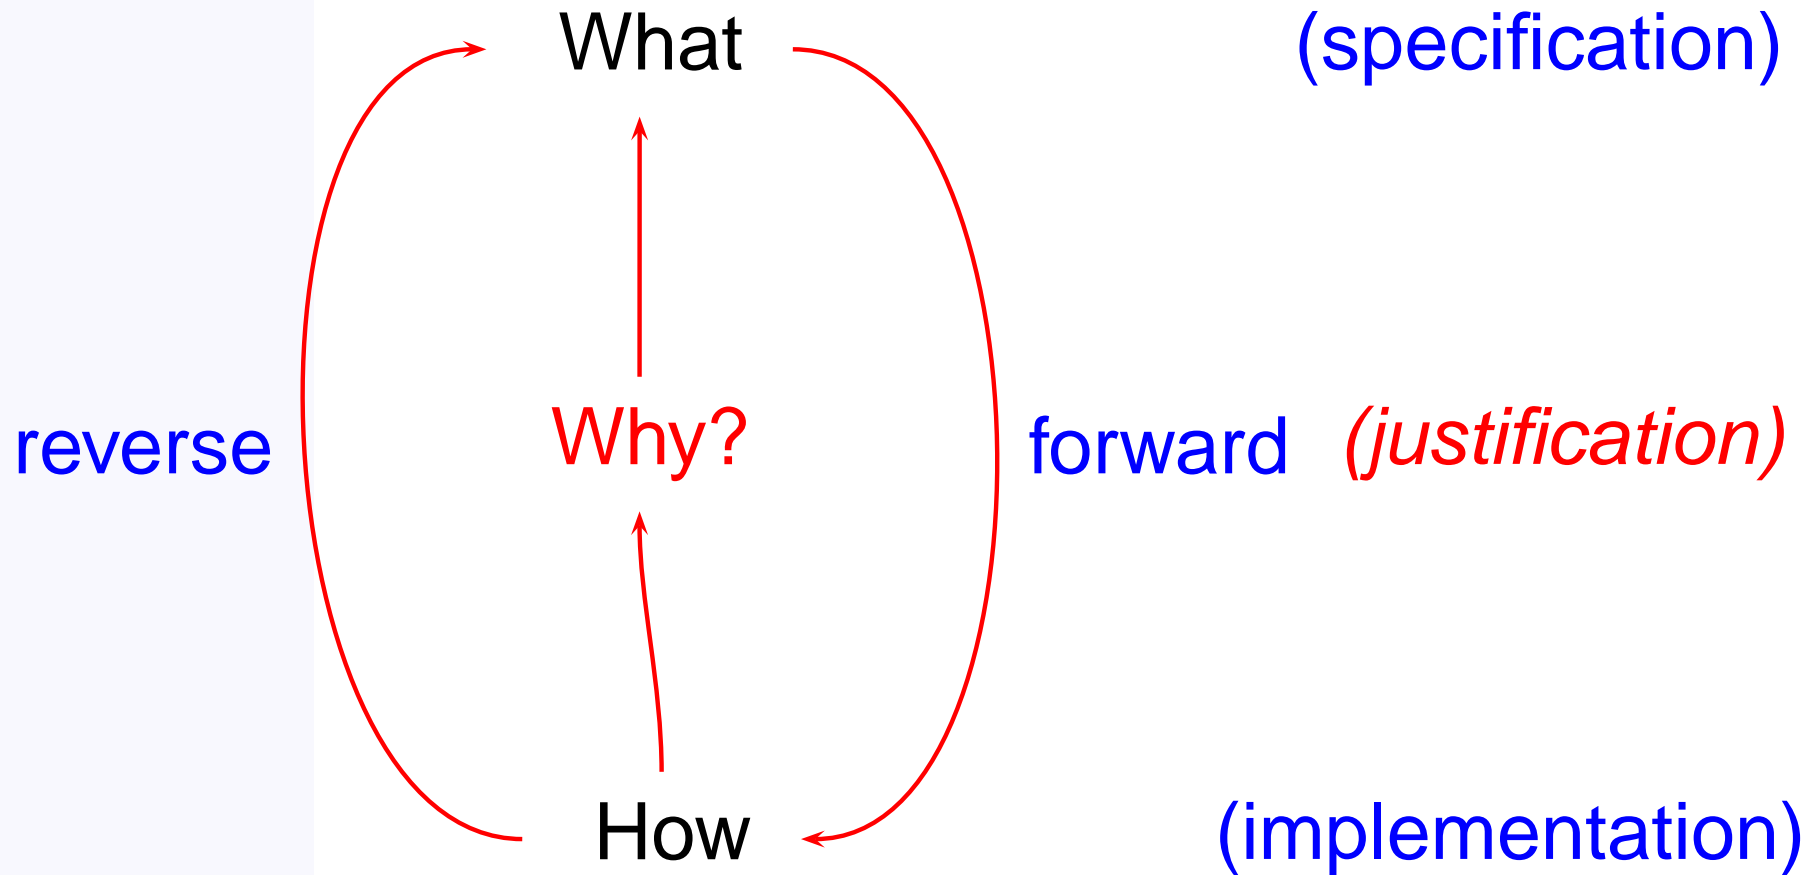 What (specification)
reverse Why? forward (justification)
How (implementation)